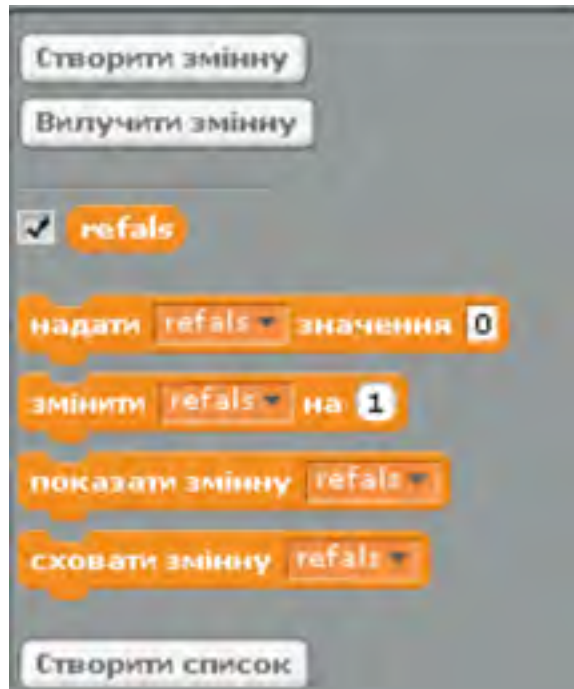 Створити змінну
Вилучити змінну
refals
надати refals значення 0
змінити refals на 1
показати змінну refals
сховати змінну refals
Створити список